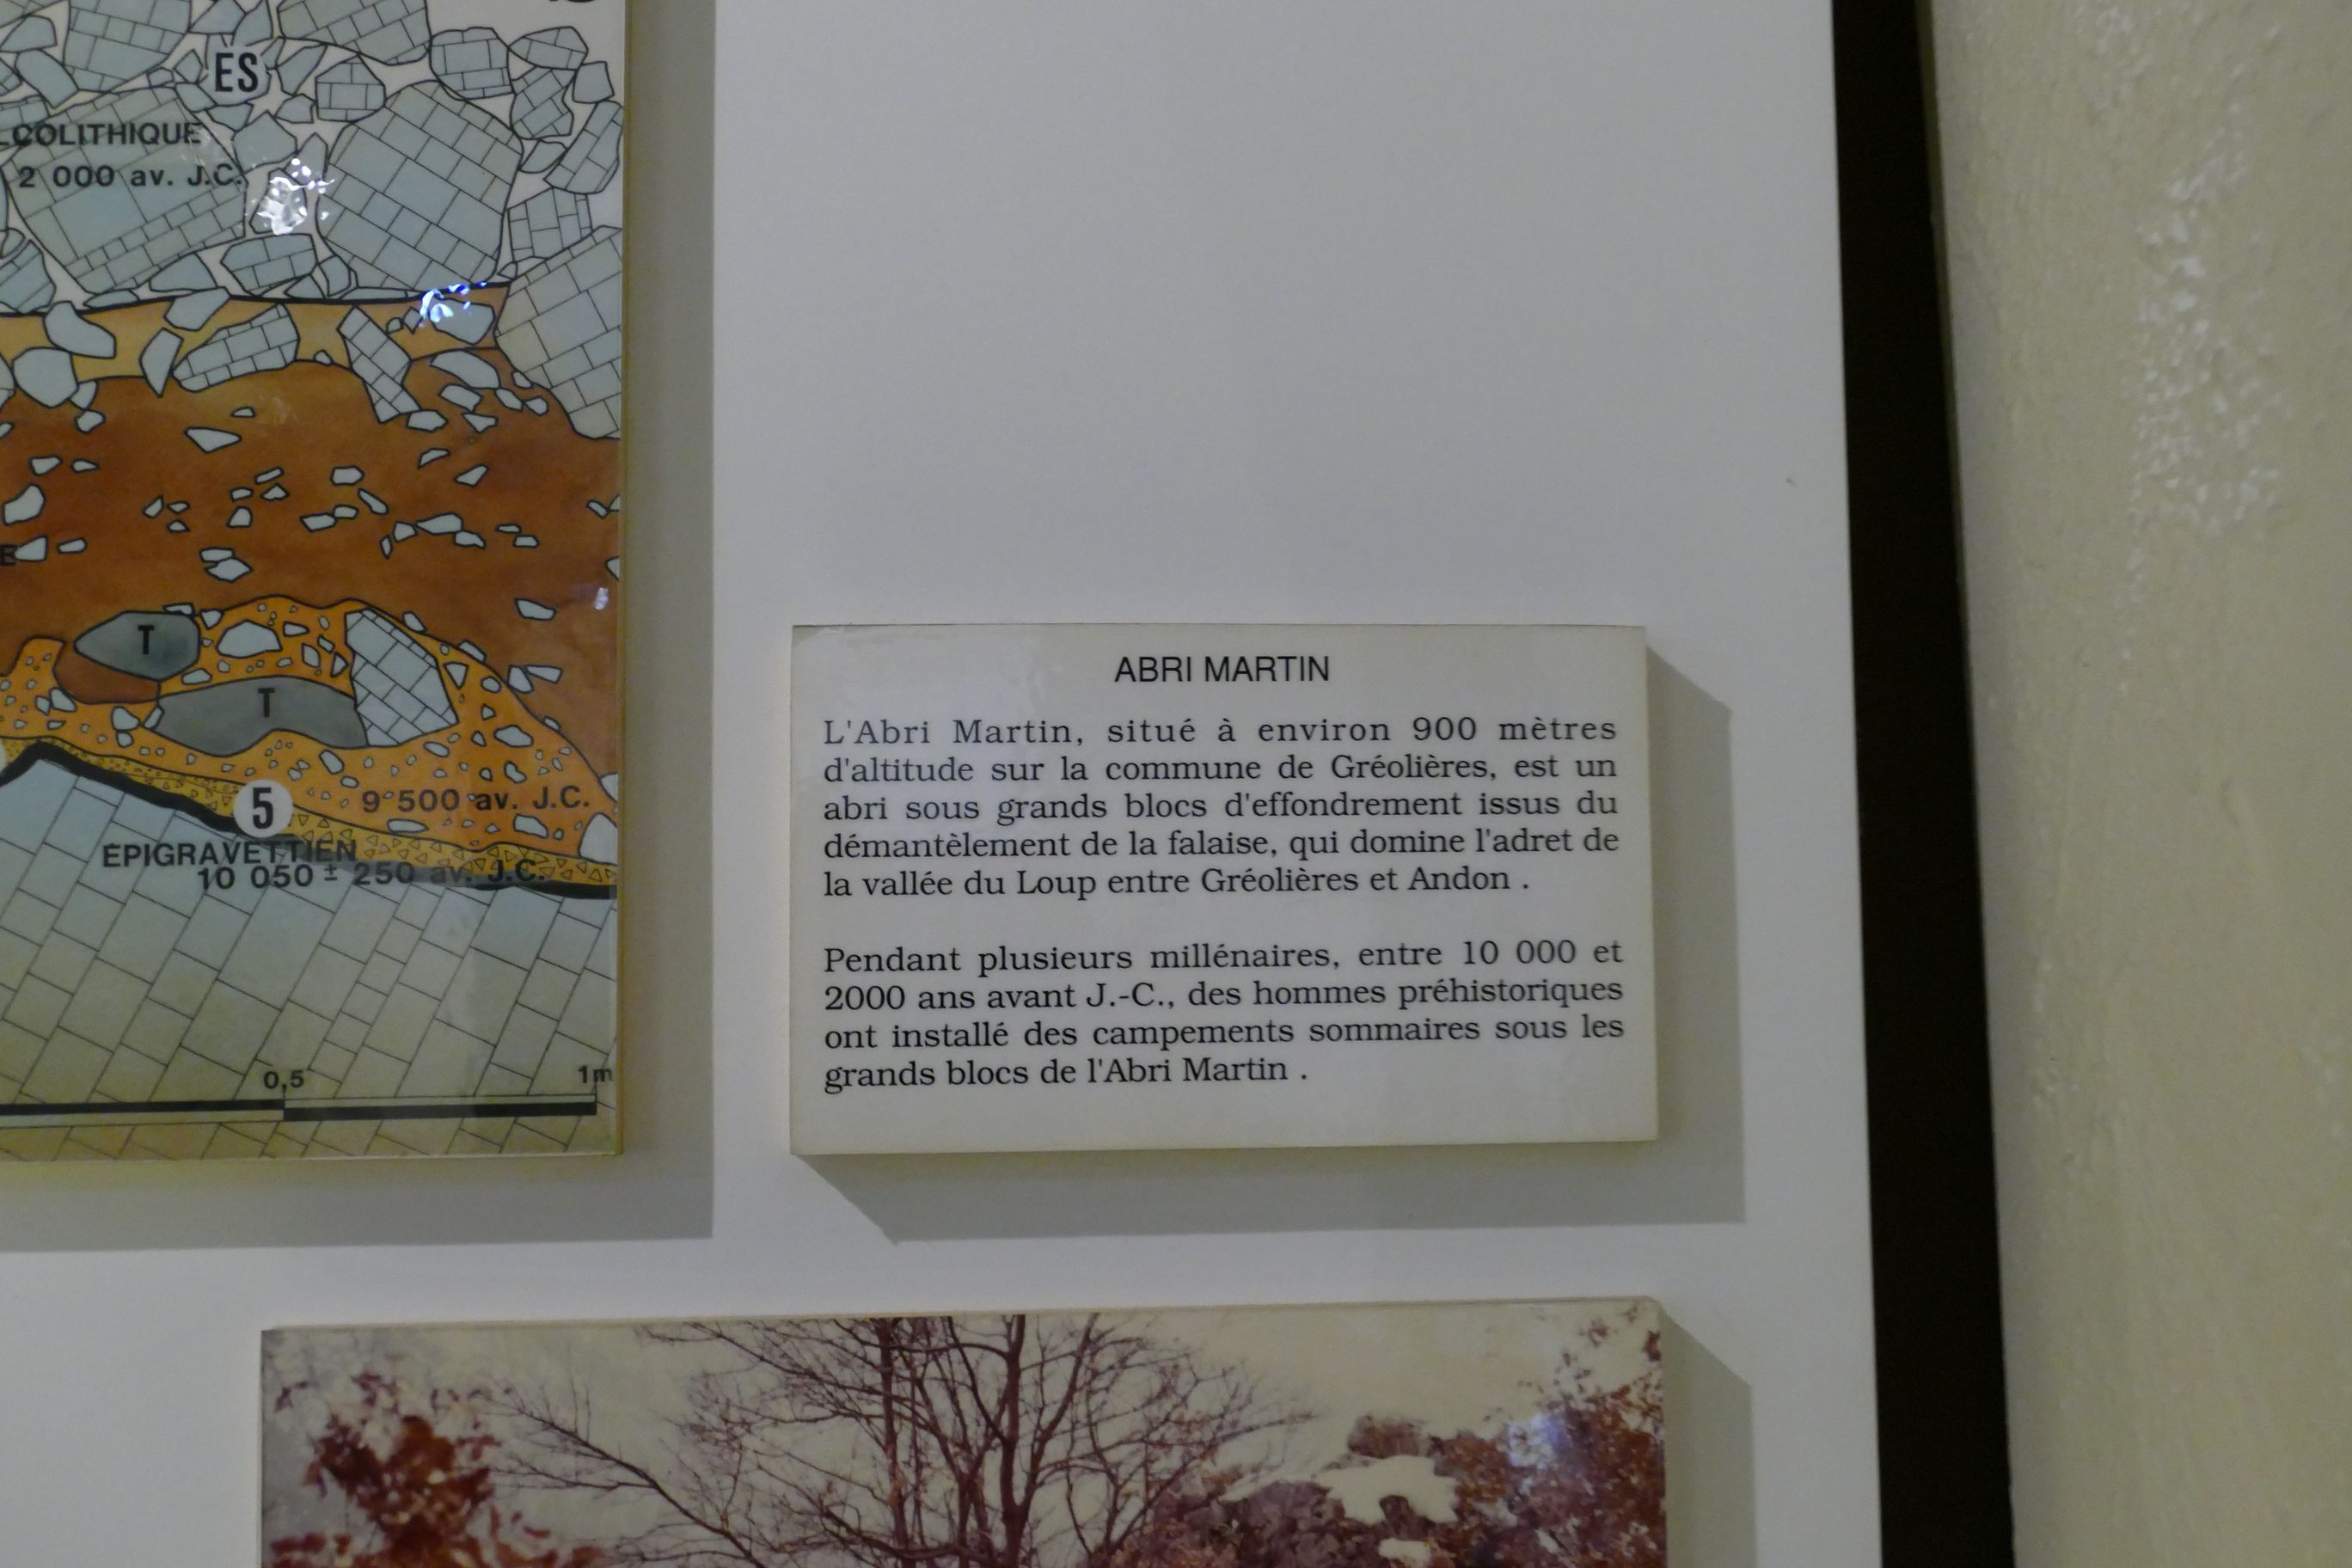 ES
COLITHIQUE
2 000 av. J.C.
T
T
5
9 500 av. J.C.
EPIGRAVETTIEN
10 050 ± 250 av. J.C.
0,5
1m
ABRI MARTIN
L'Abri Martin, situé à environ 900 mètres
d'altitude sur la commune de Gréolières, est un
abri sous grands blocs d'effondrement issus du
démantèlement de la falaise, qui domine l'adret de
la vallée du Loup entre Gréolières et Andon .
Pendant plusieurs millénaires, entre 10 000 et
2000 ans avant J.-C., des hommes préhistoriques
ont installé des campements sommaires sous les
grands blocs de l'Abri Martin .